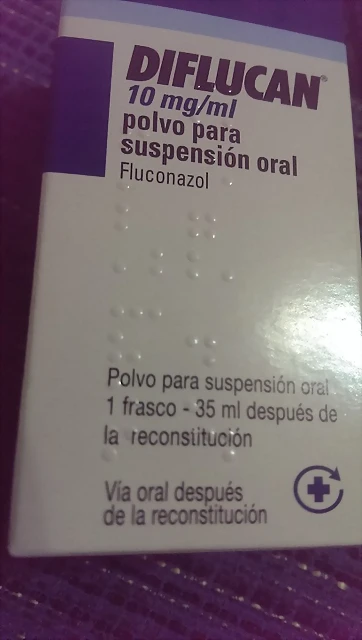 DIFLUCAN®
10 mg/ml
polvo para
suspensión oral
Fluconazol
Polvo para suspensión oral
1 frasco - 35 ml después de
la reconstitución
Vía oral después
de la reconstitución